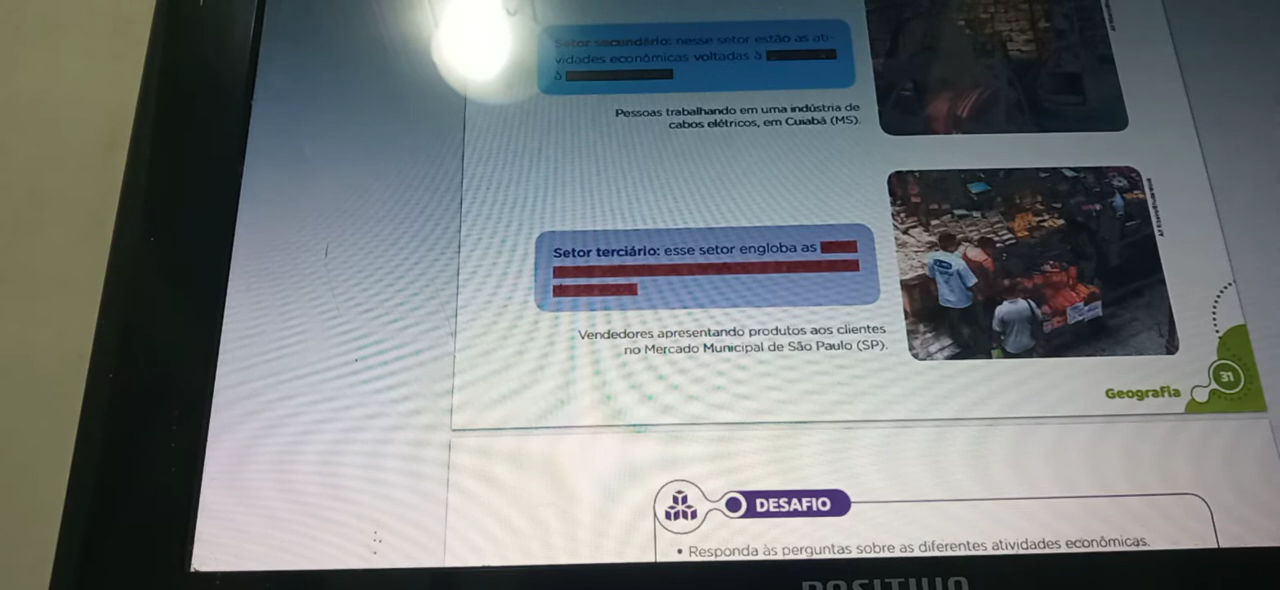 Setor secundário: nesse setor estão as ati-
vidades econômicas voltadas à
à
Pessoas trabalhando em uma indústria de
cabos elétricos, em Cuiabá (MS).
Setor terciário: esse setor engloba as
Vendedores apresentando produtos aos clientes
no Mercado Municipal de São Paulo (SP).
Geografia
31
DESAFIO
• Responda às perguntas sobre as diferentes atividades econômicas.
POSITIVO